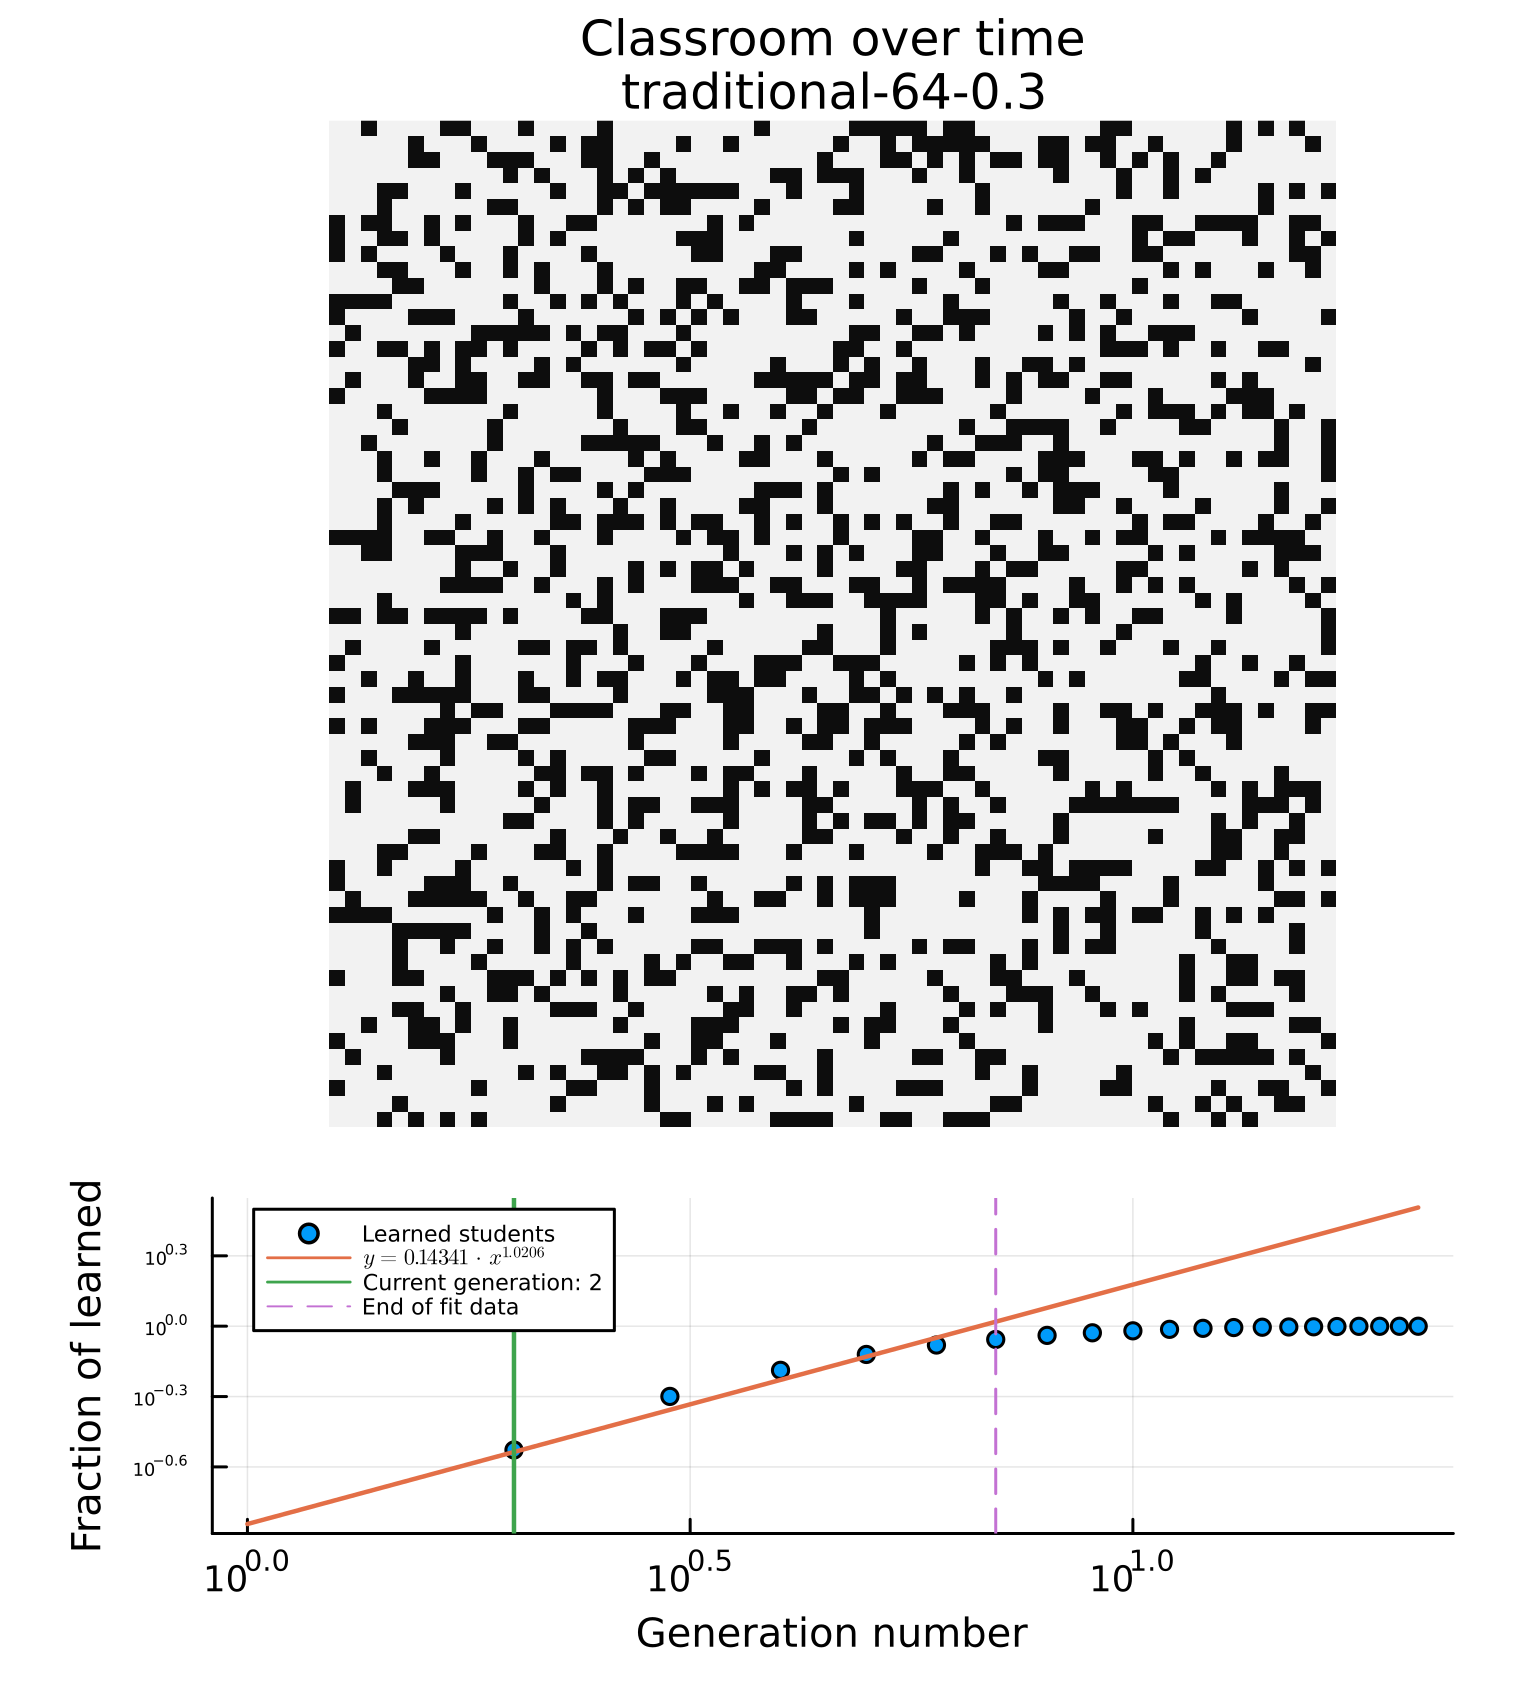 Classroom over time
traditional-64-0.3
Fraction of learned
10^0.3
10^0.0
10^−0.3
10^−0.6
Learned students
y = 0.14341 · x^1.0206
Current generation: 2
End of fit data
10^0.0 10^0.5 10^1.0
Generation number